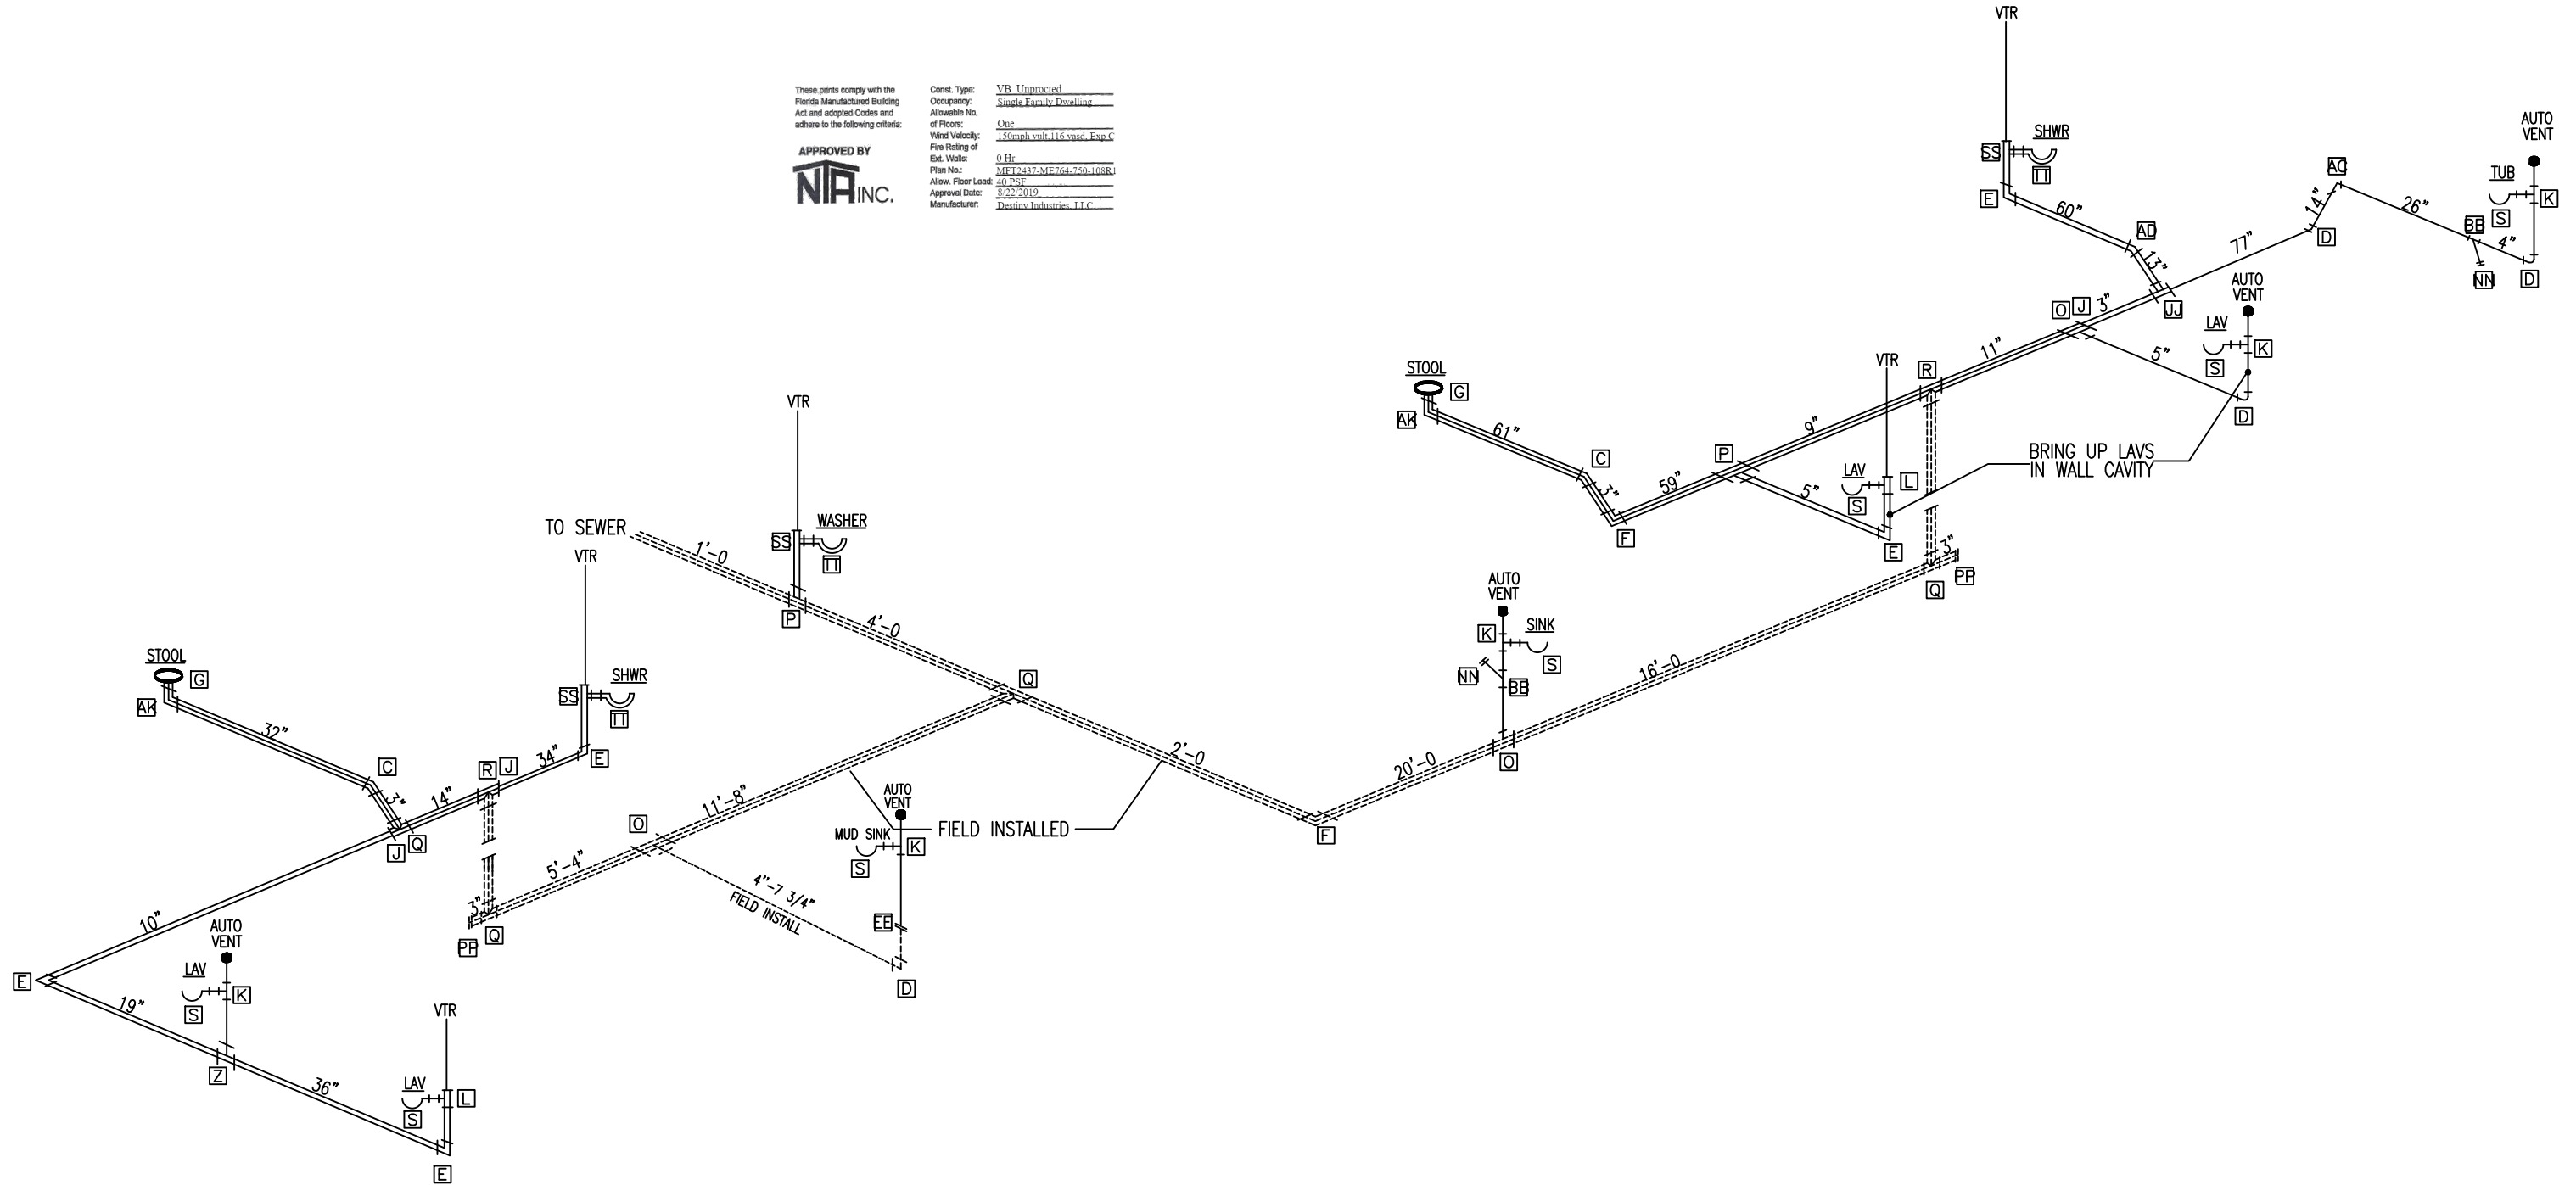 VTR
These prints comply with the
Florida Manufactured Building
Act and adopted Codes and
adhere to the following criteria:
APPROVED BY
NTA INC.
Const. Type: VB Unprocted
Occupancy: Single Family Dwelling
Allowable No.
of Floors: One
Wind Velocity: 150mph vult,116 vasd, Exp C
Fire Rating of
Ext. Walls: 0 Hr
Plan No.: MFT2437-ME764-750-108R1
Allow. Floor Load: 40 PSF
Approval Date: 8/22/2019
Manufacturer: Destiny Industries, LLC
SHWR
SS
TT
E
60"
AD
13"
JJ
77"
D
14"
AC
26"
BB
NN
4"
D
AUTO
VENT
TUB
K
S
AUTO
VENT
LAV
K
S
D
5"
O
J
3"
11"
R
VTR
9"
P
5"
LAV
L
S
E
BRING UP LAVS
IN WALL CAVITY
STOOL
G
AK
61"
C
3"
F
59"
3"
PP
Q
16'-0
AUTO
VENT
K
SINK
S
NN
BB
O
20'-0
F
2'-0
FIELD INSTALLED
VTR
WASHER
SS
TT
TO SEWER
1'-0
P
4'-0
Q
VTR
SHWR
SS
TT
E
34"
R
J
14"
STOOL
G
AK
32"
C
3"
J
Q
11'-8"
O
5'-4"
3"
PP
Q
4"-7 3/4"
FIELD INSTALL
AUTO
VENT
MUD SINK
K
S
EE
D
10"
E
19"
AUTO
VENT
LAV
K
S
Z
36"
VTR
LAV
L
S
E